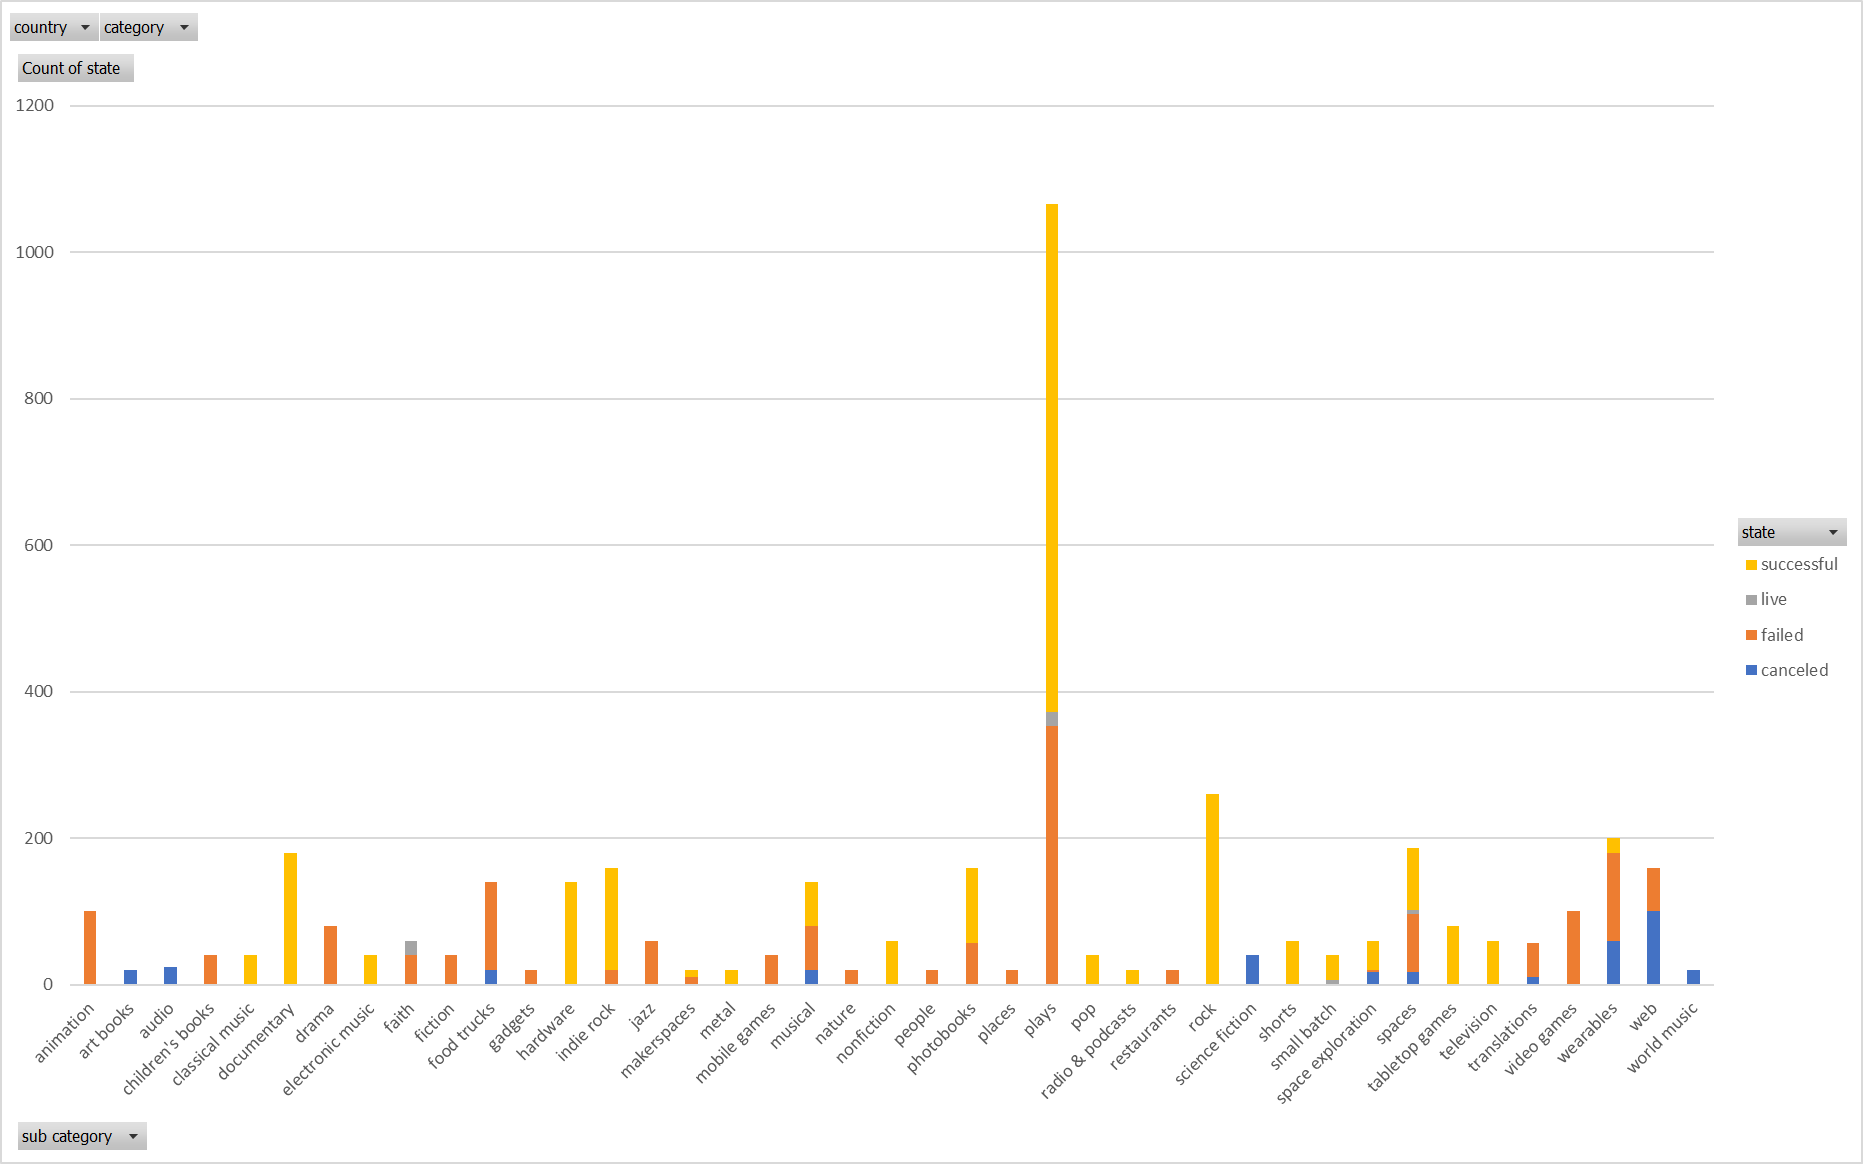 country
category
Count of state
1200
1000
800
600
400
200
0
animation
art books
audio
children's books
classical music
documentary
drama
electronic music
faith
fiction
food trucks
gadgets
hardware
indie rock
jazz
makerspaces
metal
mobile games
musical
nature
nonfiction
people
photobooks
places
plays
pop
radio & podcasts
restaurants
rock
science fiction
shorts
small batch
space exploration
spaces
tabletop games
television
translations
video games
wearables
web
world music
state
successful
live
failed
canceled
sub category